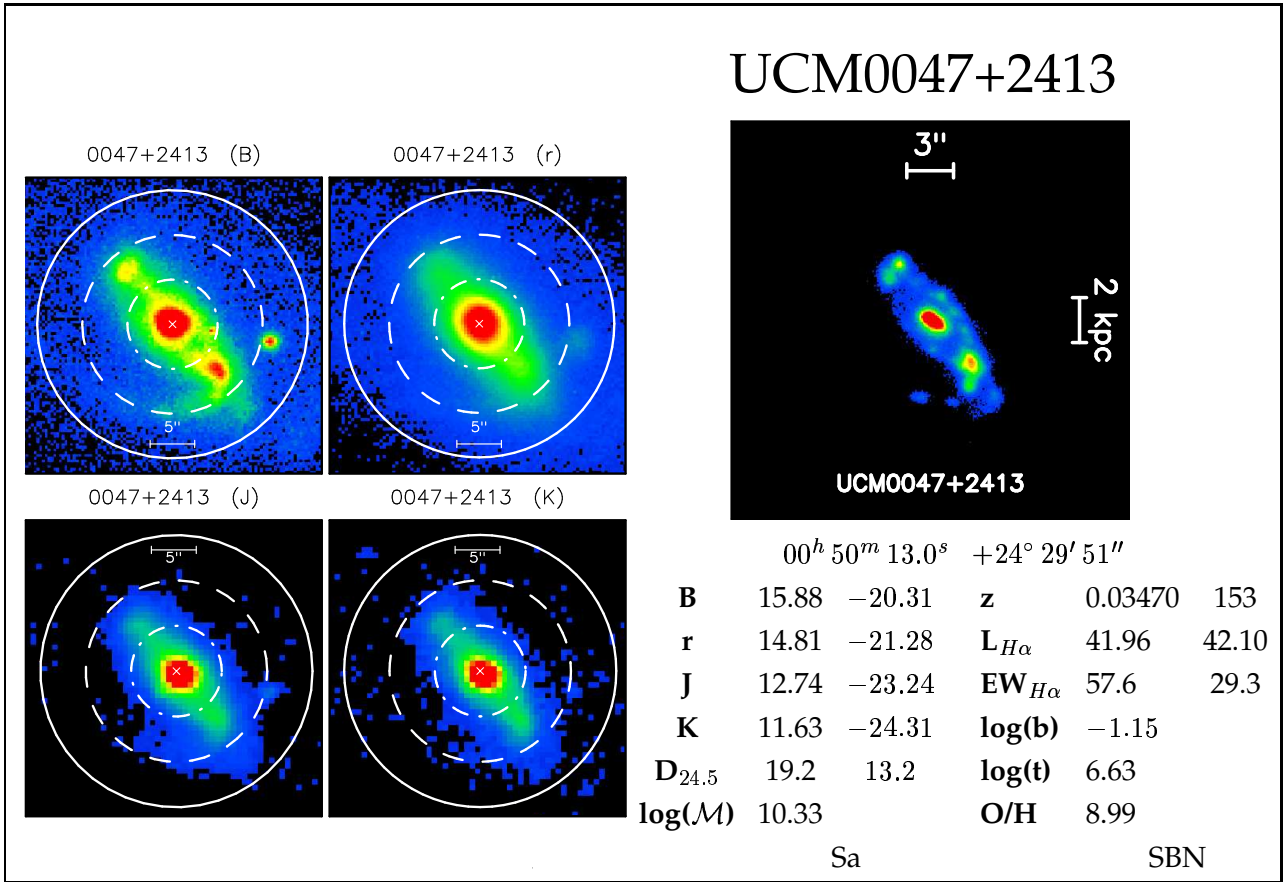 UCM0047+2413
0047+2413 (B)
0047+2413 (r)
5"
5"
0047+2413 (J)
0047+2413 (K)
5"
5"
3"
2 kpc
UCM0047+2413
00ʰ 50ᵐ 13.0ˢ +24° 29′ 51″
B 15.88 −20.31 z 0.03470 153
r 14.81 −21.28 L_Hα 41.96 42.10
J 12.74 −23.24 EW_Hα 57.6 29.3
K 11.63 −24.31 log(b) −1.15
D_24.5 19.2 13.2 log(t) 6.63
log(ℳ) 10.33 O/H 8.99
Sa SBN